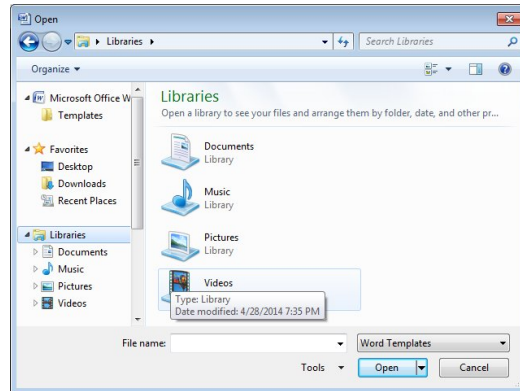 Open
Libraries
Search Libraries
Organize
Microsoft Office W
Templates
Favorites
Desktop
Downloads
Recent Places
Libraries
Documents
Music
Pictures
Videos
Libraries
Open a library to see your files and arrange them by folder, date, and other pr...
Documents
Library
Music
Library
Pictures
Library
Videos
Type: Library
Date modified: 4/28/2014 7:35 PM
File name:
Word Templates
Tools
Open
Cancel